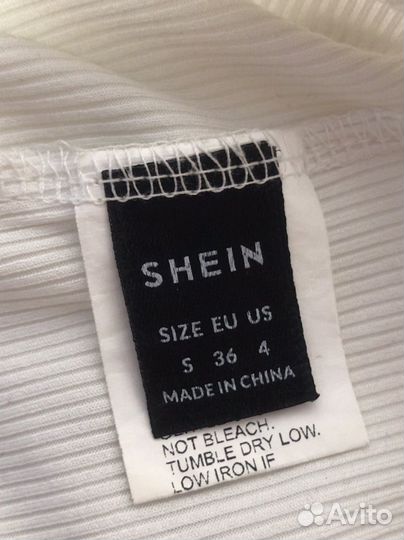 SHEIN
SIZE EU US
S 36 4
MADE IN CHINA
NOT BLEACH.
TUMBLE DRY LOW.
LOW IRON IF
Avito